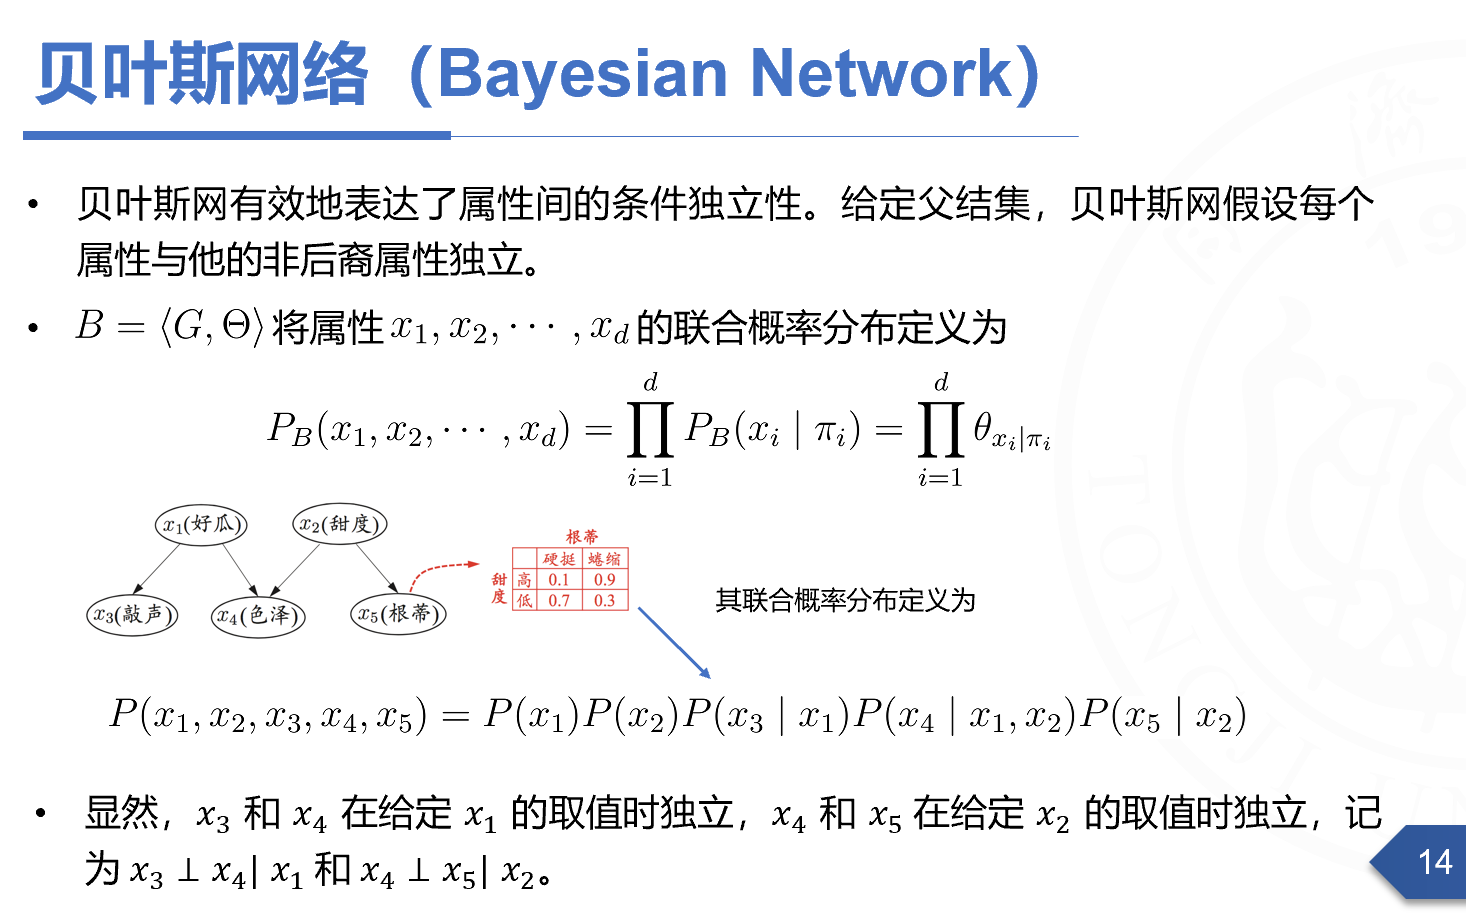 贝叶斯网络（Bayesian Network）
• 贝叶斯网有效地表达了属性间的条件独立性。给定父结集，贝叶斯网假设每个
属性与他的非后裔属性独立。
• B = ⟨G, Θ⟩ 将属性 x₁, x₂, ⋯ , x_d 的联合概率分布定义为
P_B(x₁, x₂, ⋯ , x_d) = ∏_{i=1}^{d} P_B(x_i | π_i) = ∏_{i=1}^{d} θ_{x_i|π_i}
x₁(好瓜) x₂(甜度)
x₃(敲声) x₄(色泽) x₅(根蒂)
根蒂
硬挺 蜷缩
甜度
高 0.1 0.9
低 0.7 0.3
其联合概率分布定义为
P(x₁, x₂, x₃, x₄, x₅) = P(x₁)P(x₂)P(x₃ | x₁)P(x₄ | x₁, x₂)P(x₅ | x₂)
• 显然，x₃ 和 x₄ 在给定 x₁ 的取值时独立，x₄ 和 x₅ 在给定 x₂ 的取值时独立，记
为 x₃ ⊥ x₄| x₁ 和 x₄ ⊥ x₅| x₂。
14